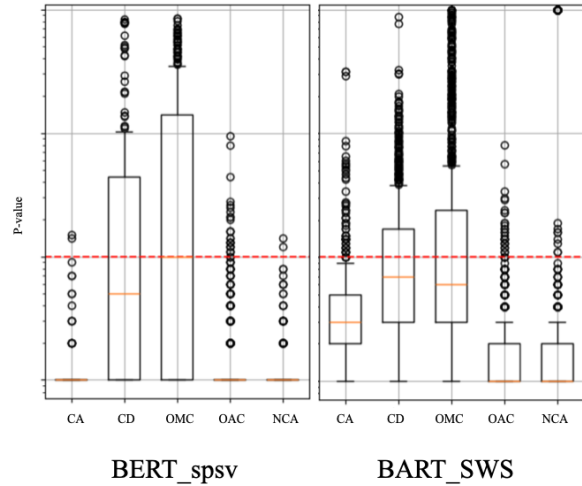 P-value
CA CD OMC OAC NCA
CA CD OMC OAC NCA
BERT_spsv
BART_SWS